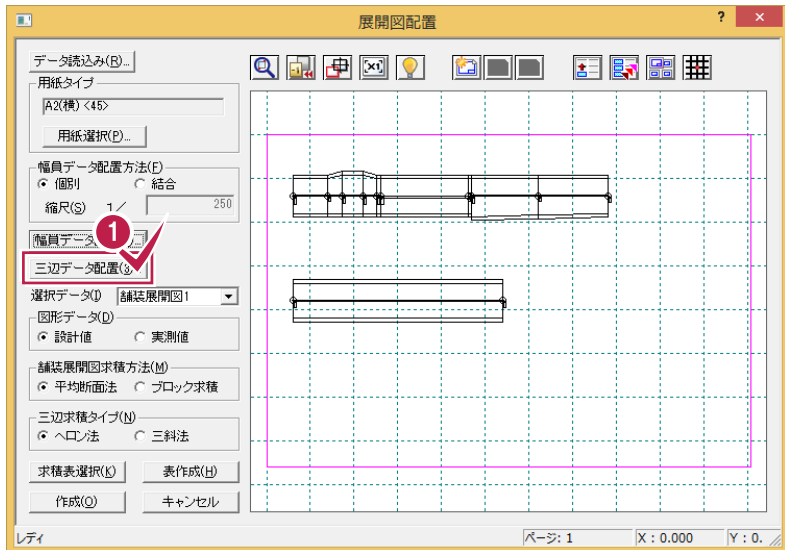 展開図配置
? ×
データ読込み(R)...
用紙タイプ
A2(横) <45>
用紙選択(P)...
幅員データ配置方法(F)
個別 結合
縮尺(S) 1/ 250
幅員データ
1
三辺データ配置
選択データ(I) 舗装展開図1
図形データ(D)
設計値 実測値
舗装展開図求積方法(M)
平均断面法 ブロック求積
三辺求積タイプ(N)
ヘロン法 三斜法
求積表選択(K) 表作成(H)
作成(O) キャンセル
レディ ページ: 1 X : 0.000 Y : 0.